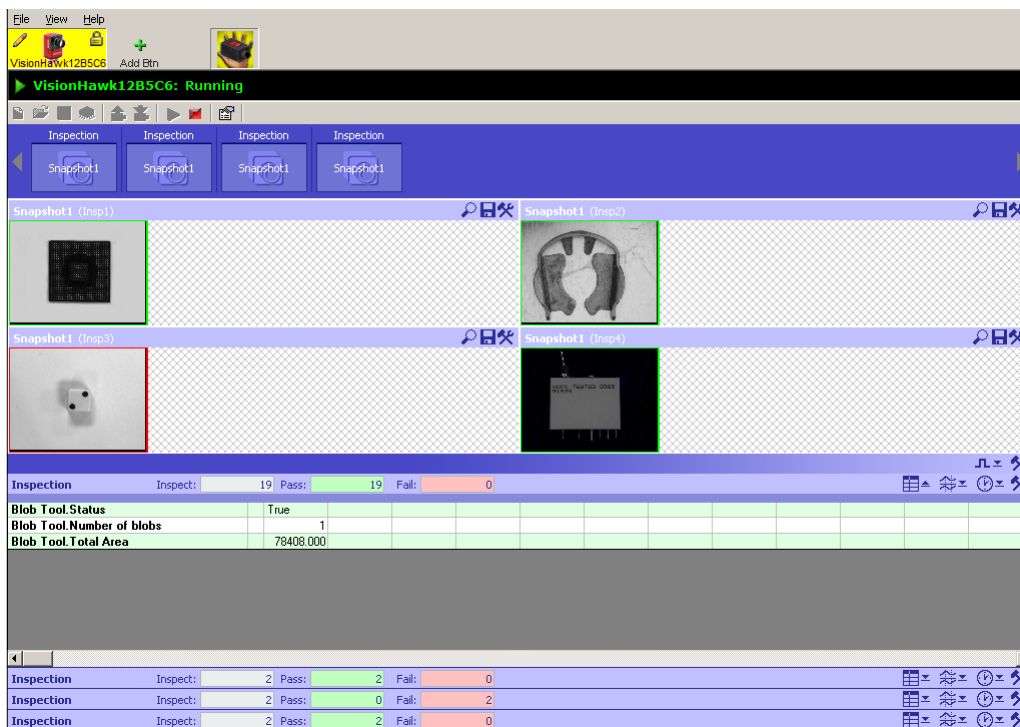 File View Help
VisionHawk12B5C6 Add Btn
VisionHawk12B5C6: Running
Inspection Inspection Inspection Inspection
Snapshot1 Snapshot1 Snapshot1 Snapshot1
Snapshot1 (Insp1) Snapshot1 (Insp2)
Snapshot1 (Insp3) Snapshot1 (Insp4)
Inspection Inspect: 19 Pass: 19 Fail: 0
Blob Tool.Status True
Blob Tool.Number of blobs 1
Blob Tool.Total Area 78408.000
Inspection Inspect: 2 Pass: 2 Fail: 0
Inspection Inspect: 2 Pass: 0 Fail: 2
Inspection Inspect: 2 Pass: 2 Fail: 0